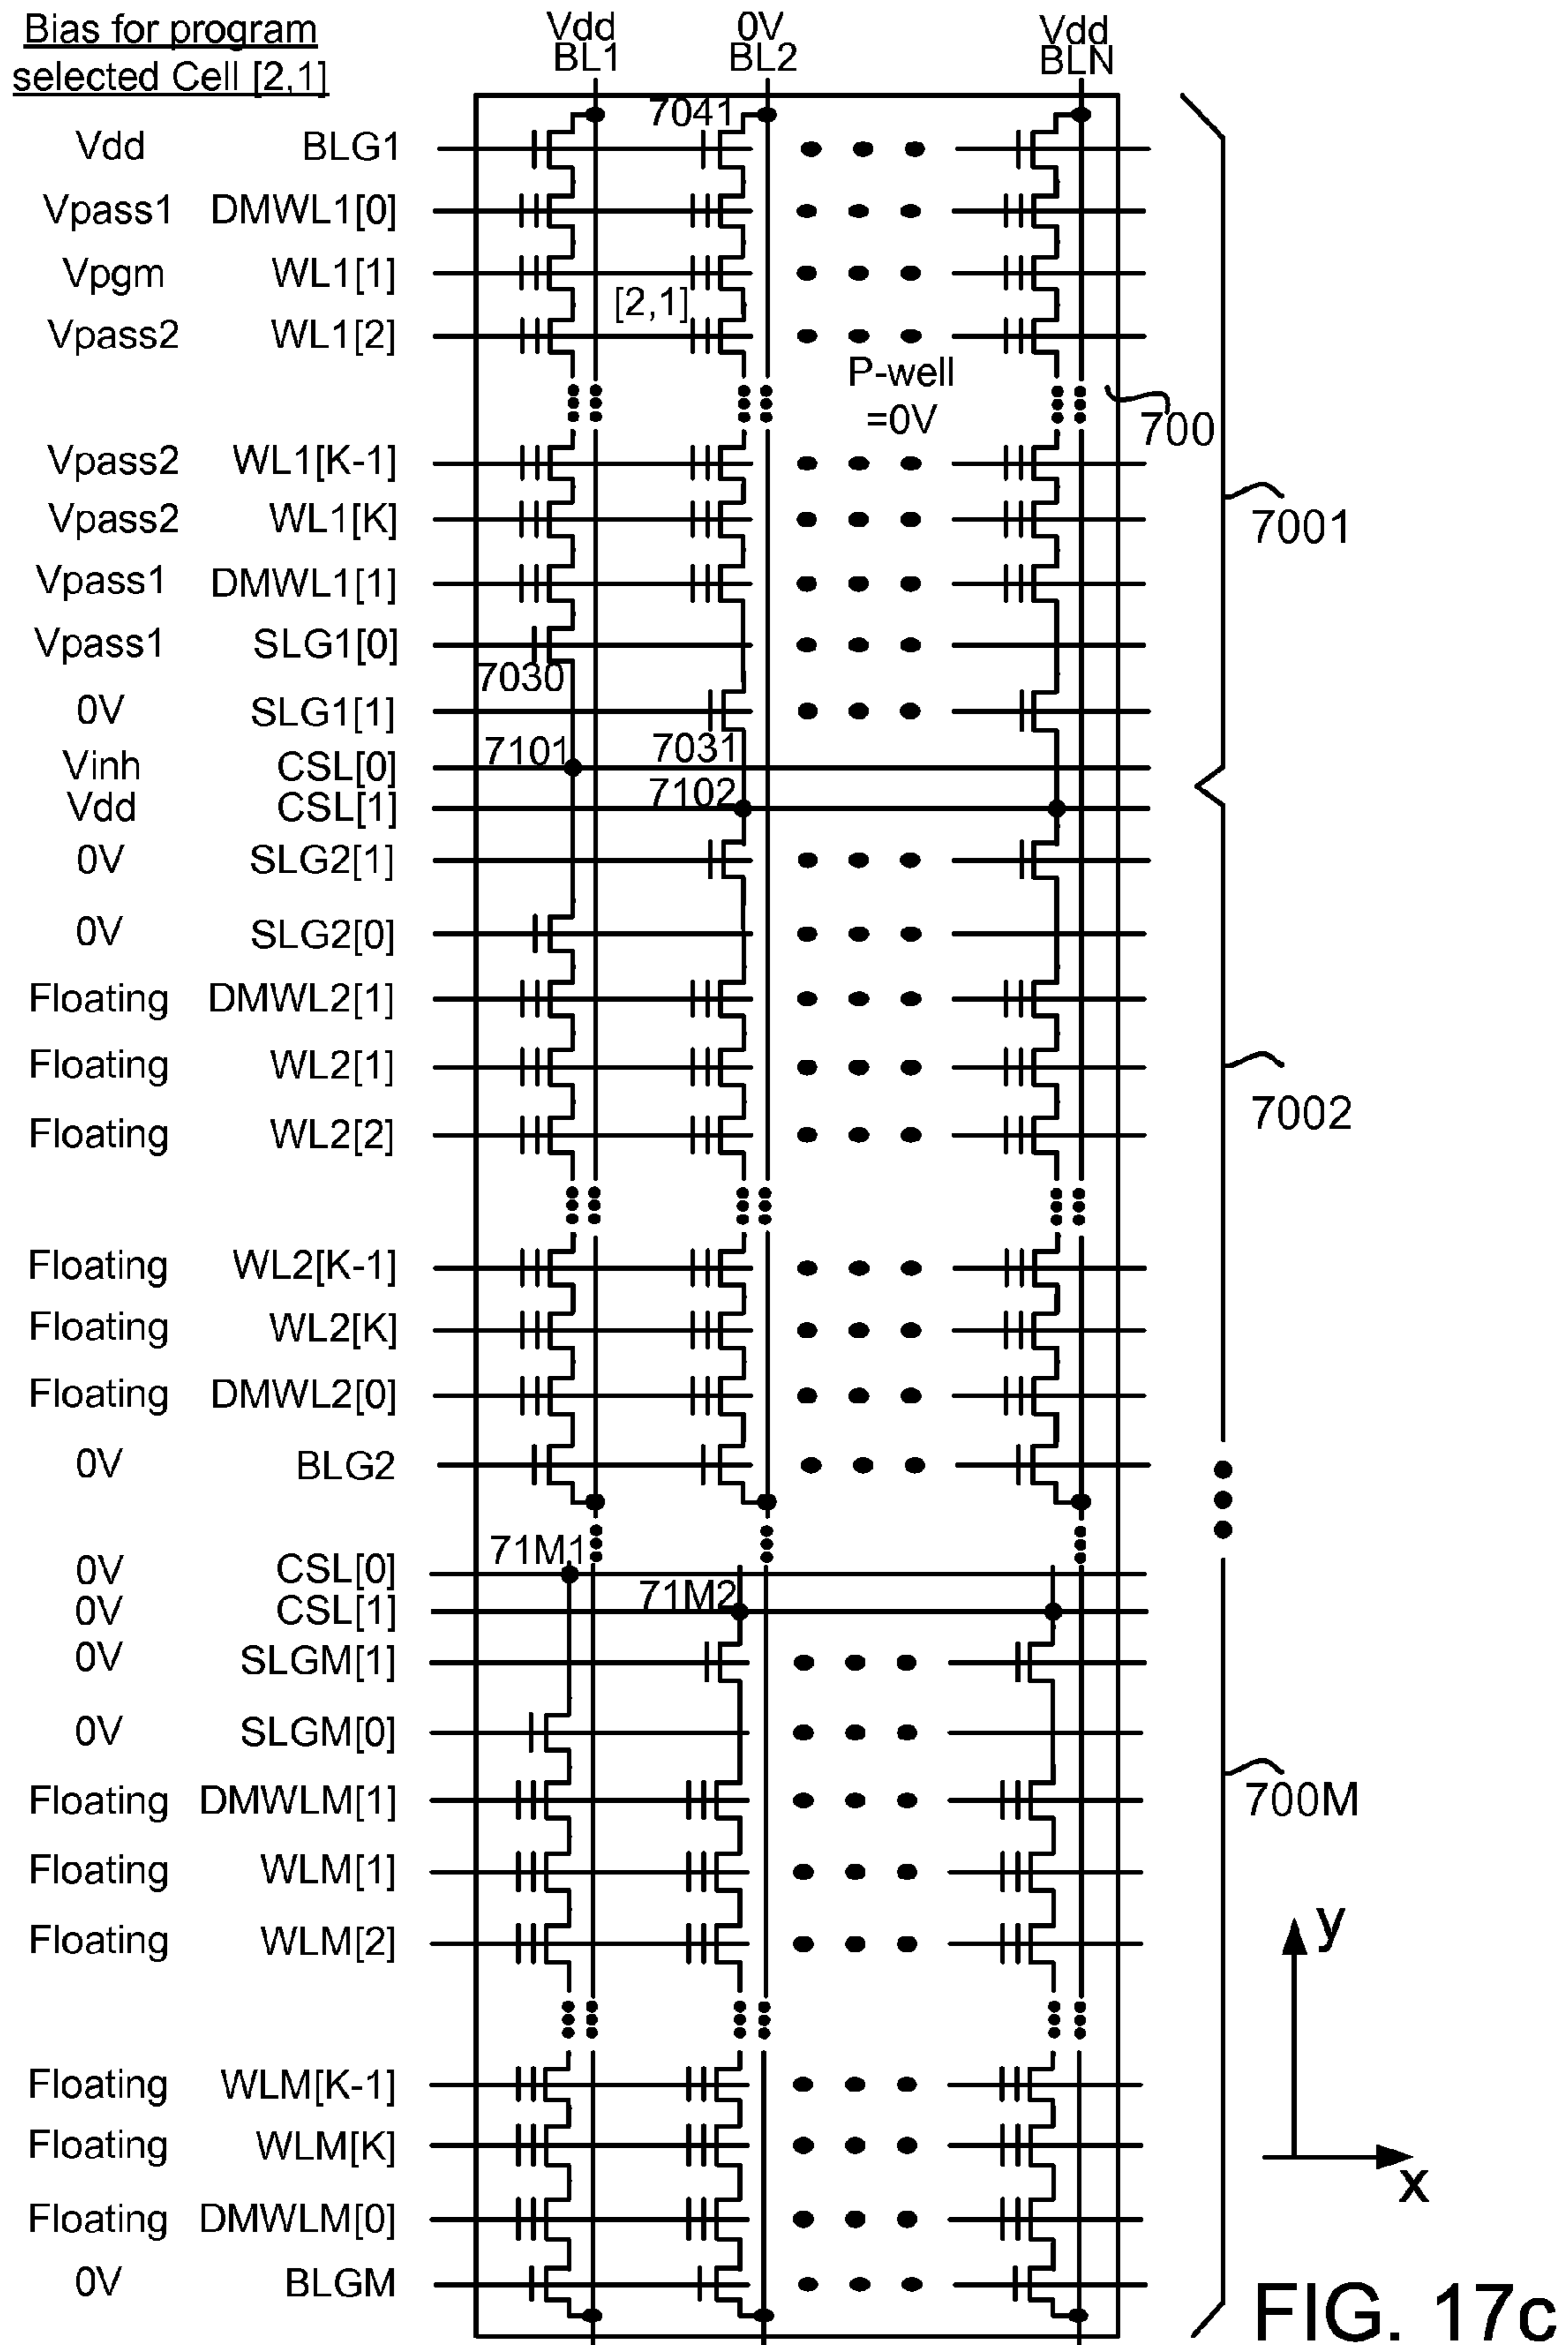 Bias for program
selected Cell [2,1]
Vdd 0V Vdd
BL1 BL2 BLN
7041
Vdd BLG1
Vpass1 DMWL1[0]
Vpgm WL1[1]
[2,1]
Vpass2 WL1[2]
P-well
=0V
700
Vpass2 WL1[K-1]
Vpass2 WL1[K]
7001
Vpass1 DMWL1[1]
Vpass1 SLG1[0]
7030
0V SLG1[1]
7101 7031
Vinh CSL[0]
7102
Vdd CSL[1]
0V SLG2[1]
0V SLG2[0]
Floating DMWL2[1]
Floating WL2[1]
7002
Floating WL2[2]
Floating WL2[K-1]
Floating WL2[K]
Floating DMWL2[0]
0V BLG2
71M1
0V CSL[0]
71M2
0V CSL[1]
0V SLGM[1]
0V SLGM[0]
Floating DMWLM[1]
700M
Floating WLM[1]
Floating WLM[2]
y
Floating WLM[K-1]
Floating WLM[K]
x
Floating DMWLM[0]
0V BLGM
FIG. 17c